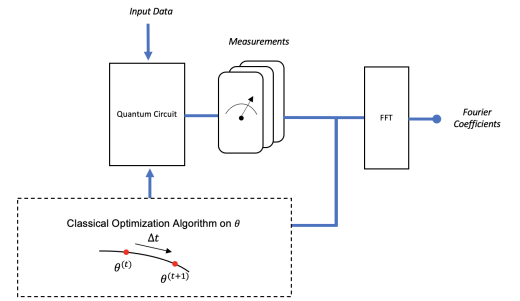 Input Data
Measurements
Quantum Circuit
FFT
Fourier
Coefficients
Classical Optimization Algorithm on θ
Δt
θ^(t)
θ^(t+1)